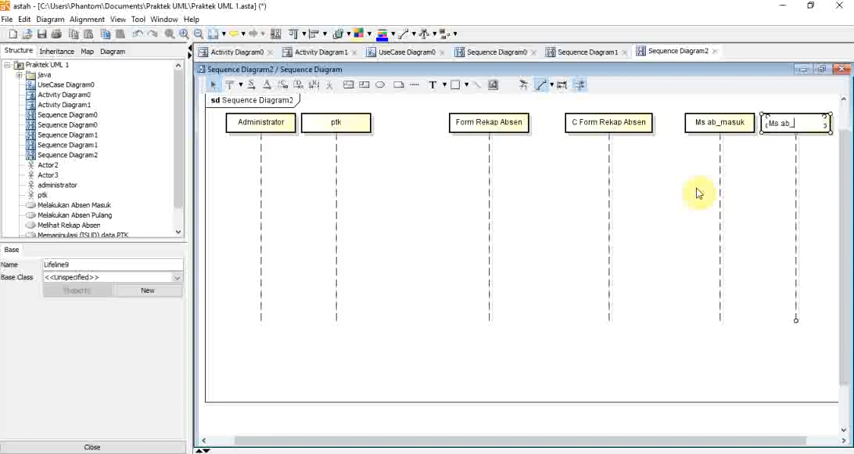 astah - [C:\Users\Phantom\Documents\Praktek UML\Praktek UML 1.asta] (*)
File Edit Diagram Alignment View Tool Window Help
Structure Inheritance Map Diagram
Activity Diagram0 Activity Diagram1 UseCase Diagram0 Sequence Diagram0 Sequence Diagram1 Sequence Diagram2
Praktek UML 1
java
UseCase Diagram0
Activity Diagram0
Activity Diagram1
Sequence Diagram0
Sequence Diagram0
Sequence Diagram1
Sequence Diagram2
Actor2
Actor3
administrator
ptk
Melakukan Absen Masuk
Melakukan Absen Pulang
Melihat Rekap Absen
Memanipulasi (ISUD) data PTK
Base
Name Lifeline9
Base Class <<Unspecified>>
New
Close
Sequence Diagram2 / Sequence Diagram
sd Sequence Diagram2
Administrator ptk Form Rekap Absen C Form Rekap Absen Ms ab_masuk Ms ab_